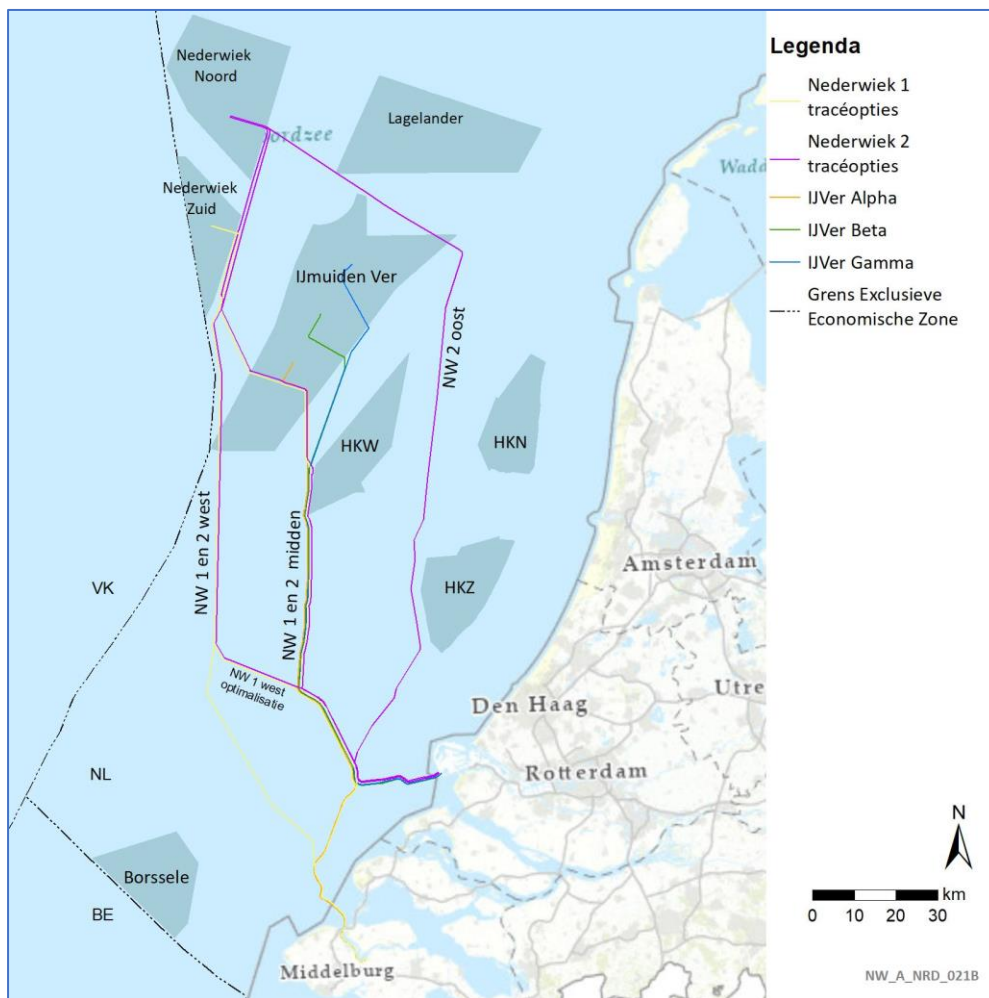 Nederwiek
Noord
Lagelander
Nederwiek
Zuid
IJmuiden Ver
NW 2 oost
HKW
HKN
NW 1 en 2 west
NW 1 en 2 midden
HKZ
VK
NW 1 west
optimalisatie
NL
Borssele
BE
Amsterdam
Den Haag
Utre
Rotterdam
Middelburg
ordzee
Wadd
Legenda
Nederwiek 1
tracéopties
Nederwiek 2
tracéopties
IJVer Alpha
IJVer Beta
IJVer Gamma
Grens Exclusieve
Economische Zone
N
km
0 10 20 30
NW_A_NRD_021B